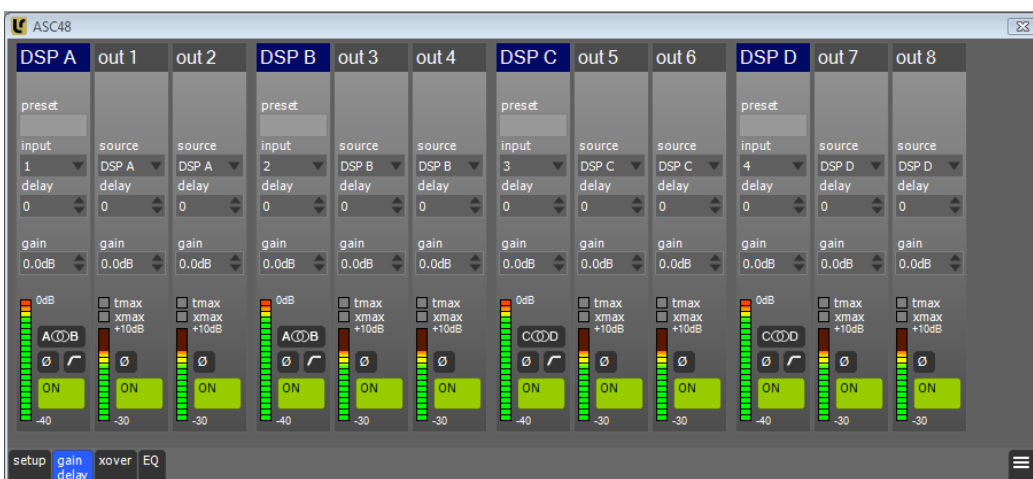 ASC48
DSP A out 1 out 2 DSP B out 3 out 4 DSP C out 5 out 6 DSP D out 7 out 8
preset preset preset preset
input source source input source source input source source input source source
1 DSP A DSP A 2 DSP B DSP B 3 DSP C DSP C 4 DSP D DSP D
delay delay delay delay delay delay delay delay delay delay delay delay
0 0 0 0 0 0 0 0 0 0 0 0
gain gain gain gain gain gain gain gain gain gain gain gain
0.0dB 0.0dB 0.0dB 0.0dB 0.0dB 0.0dB 0.0dB 0.0dB 0.0dB 0.0dB 0.0dB 0.0dB
0dB tmax tmax 0dB tmax tmax 0dB tmax tmax 0dB tmax tmax
xmax xmax xmax xmax xmax xmax xmax xmax
+10dB +10dB +10dB +10dB +10dB +10dB +10dB +10dB
A B A B C D C D
Ø Ø Ø Ø Ø Ø Ø Ø Ø Ø Ø Ø
ON ON ON ON ON ON ON ON ON ON ON ON
-40 -30 -30 -40 -30 -30 -40 -30 -30 -40 -30 -30
setup gain delay xover EQ